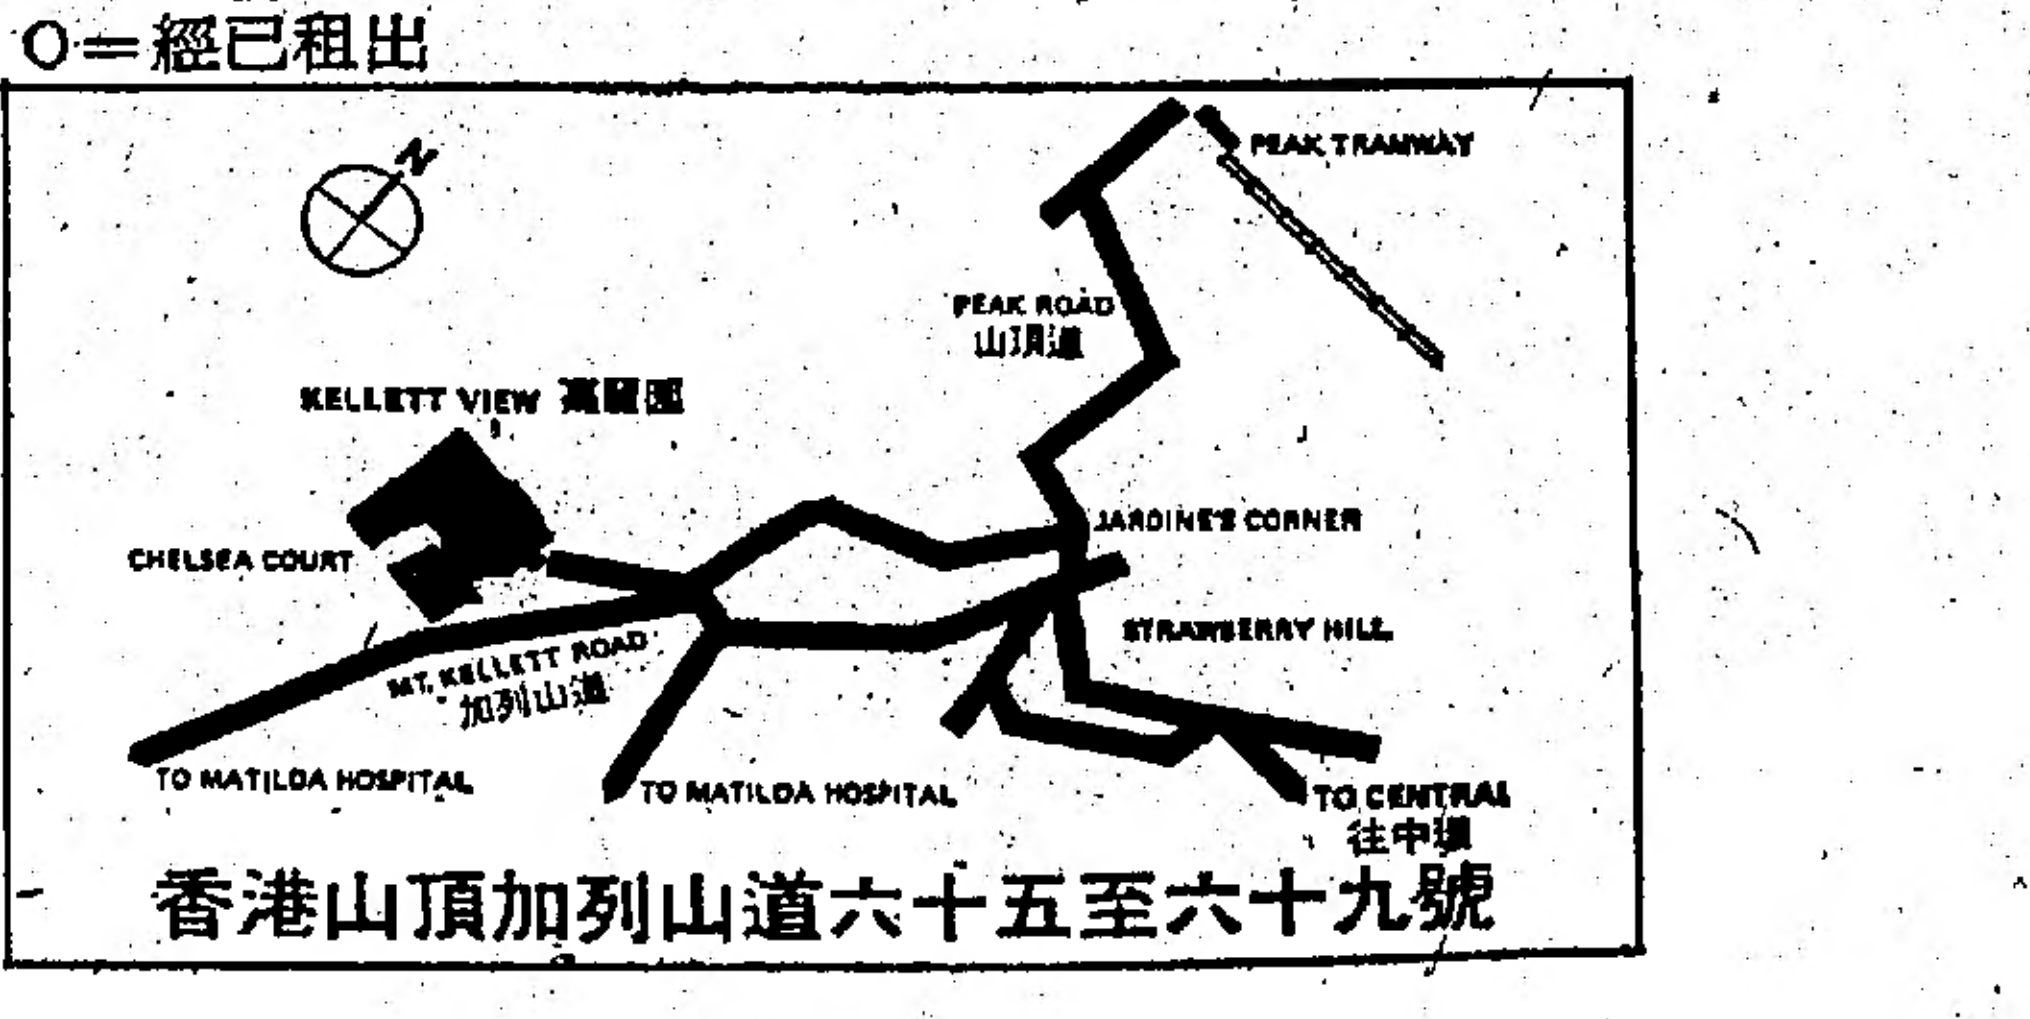 O=經已租出
N
PEAK TRAMWAY
PEAK ROAD
山頂道
KELLETT VIEW
JARDINE'S CORNER
CHELSEA COURT
STRAWBERRY HILL
MT. KELLETT ROAD
加列山道
TO MATILDA HOSPITAL
TO MATILDA HOSPITAL
TO CENTRAL
往中環
香港山頂加列山道六十五至六十九號